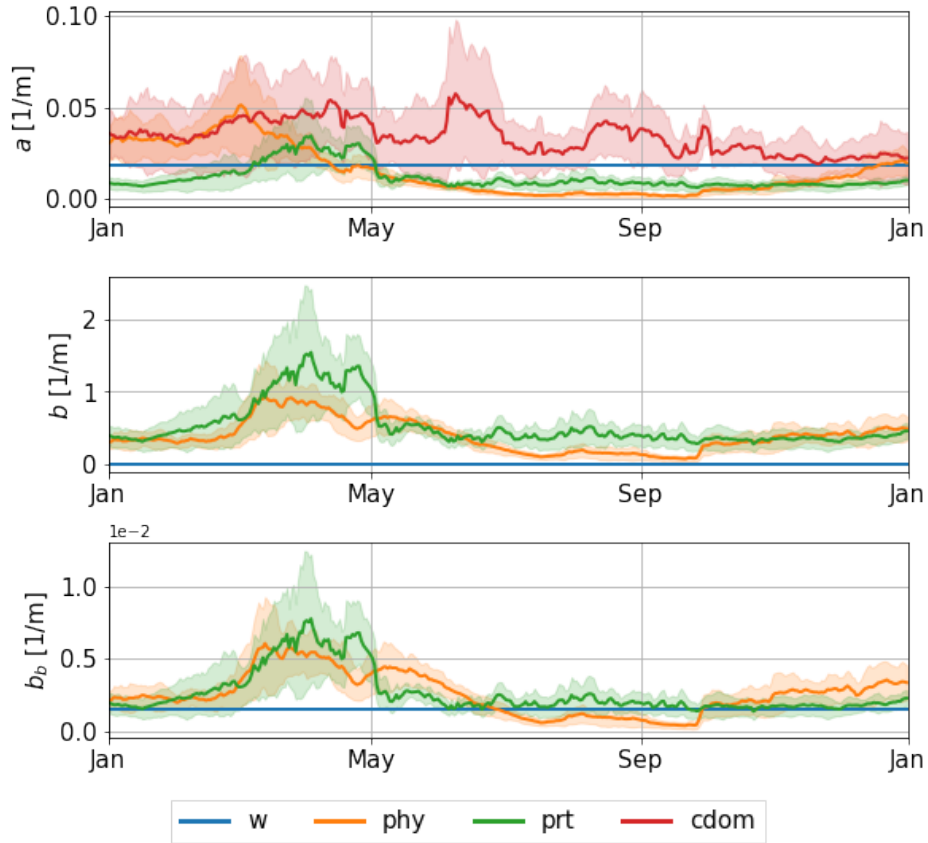 0.10
0.05
0.00
a [1/m]
Jan May Sep Jan
2
1
0
b [1/m]
Jan May Sep Jan
1e−2
1.0
0.5
0.0
b_b [1/m]
Jan May Sep Jan
w phy prt cdom